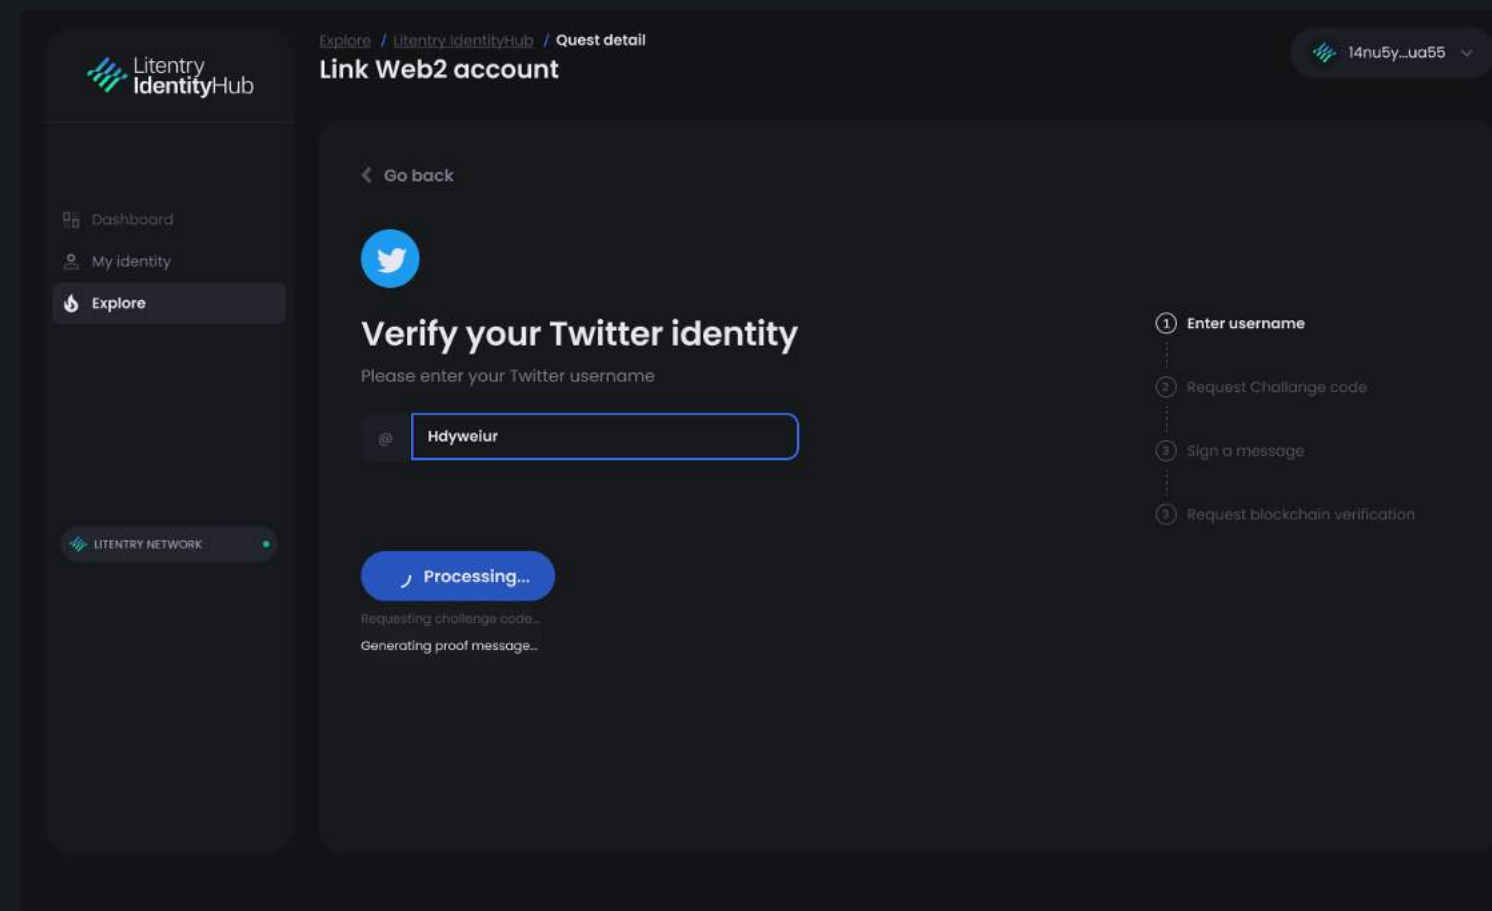 Litentry
IdentityHub
Explore / Litentry IdentityHub / Quest detail
Link Web2 account
14nu5y...ua55
Dashboard
My identity
Explore
LITENTRY NETWORK
Go back
Verify your Twitter identity
Please enter your Twitter username
@ Hdyweiur
Processing...
Requesting challenge code...
Generating proof message...
1 Enter username
2 Request Challange code
3 Sign a message
3 Request blockchain verification